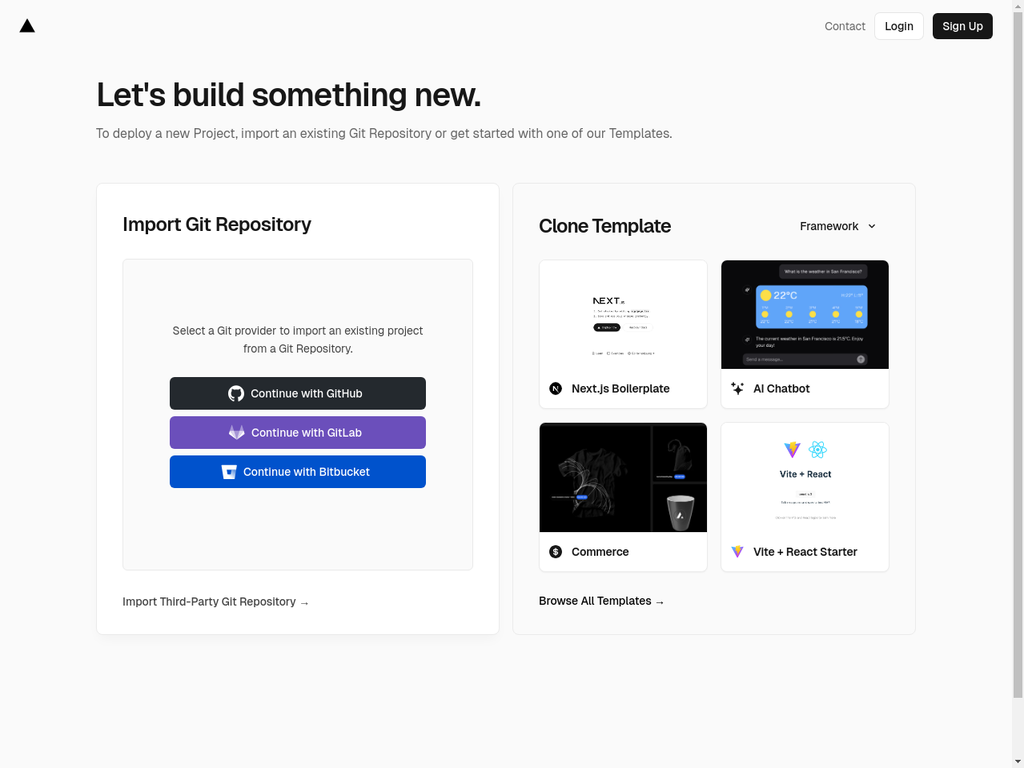 Contact
Login
Sign Up
Let's build something new.
To deploy a new Project, import an existing Git Repository or get started with one of our Templates.
Import Git Repository
Select a Git provider to import an existing project
from a Git Repository.
Continue with GitHub
Continue with GitLab
Continue with Bitbucket
Import Third-Party Git Repository →
Clone Template
Framework
NEXT
Next.js Boilerplate
What is the weather in San Francisco?
22°C
The current weather in San Francisco is 21.5°C. Enjoy
your day!
Send a message...
AI Chatbot
Commerce
Vite + React
Vite + React Starter
Browse All Templates →